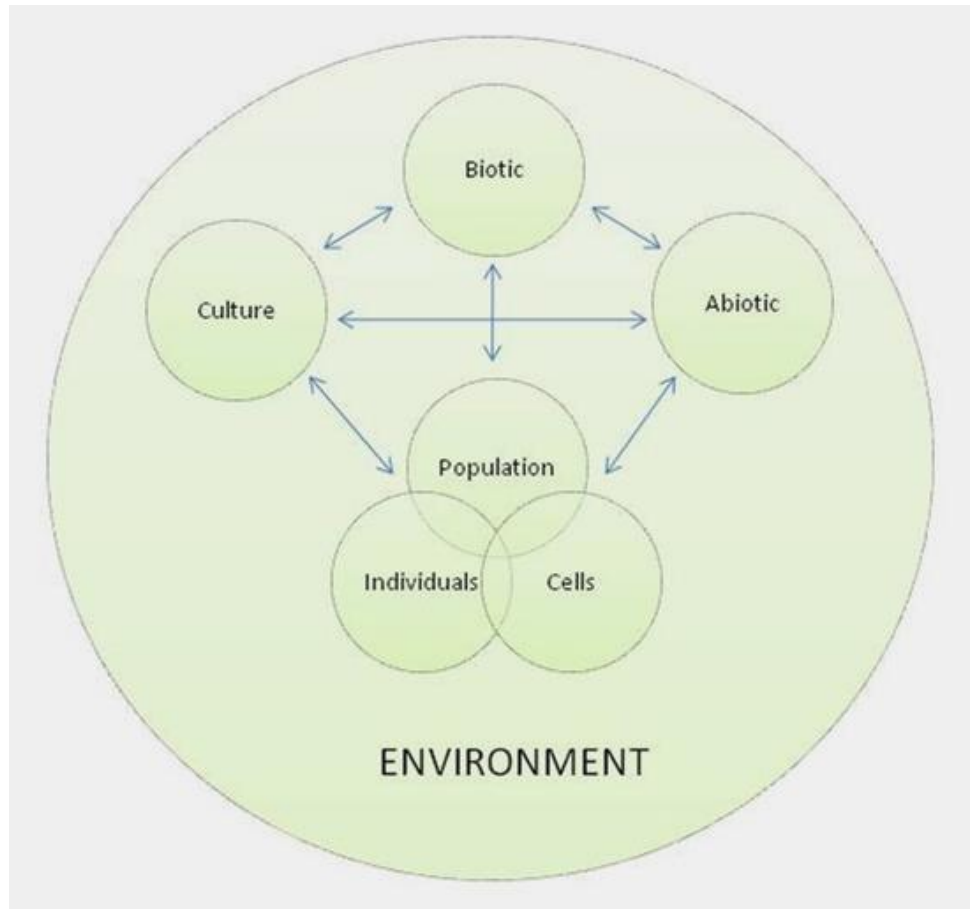 Biotic
Culture
Abiotic
Population
Individuals
Cells
ENVIRONMENT